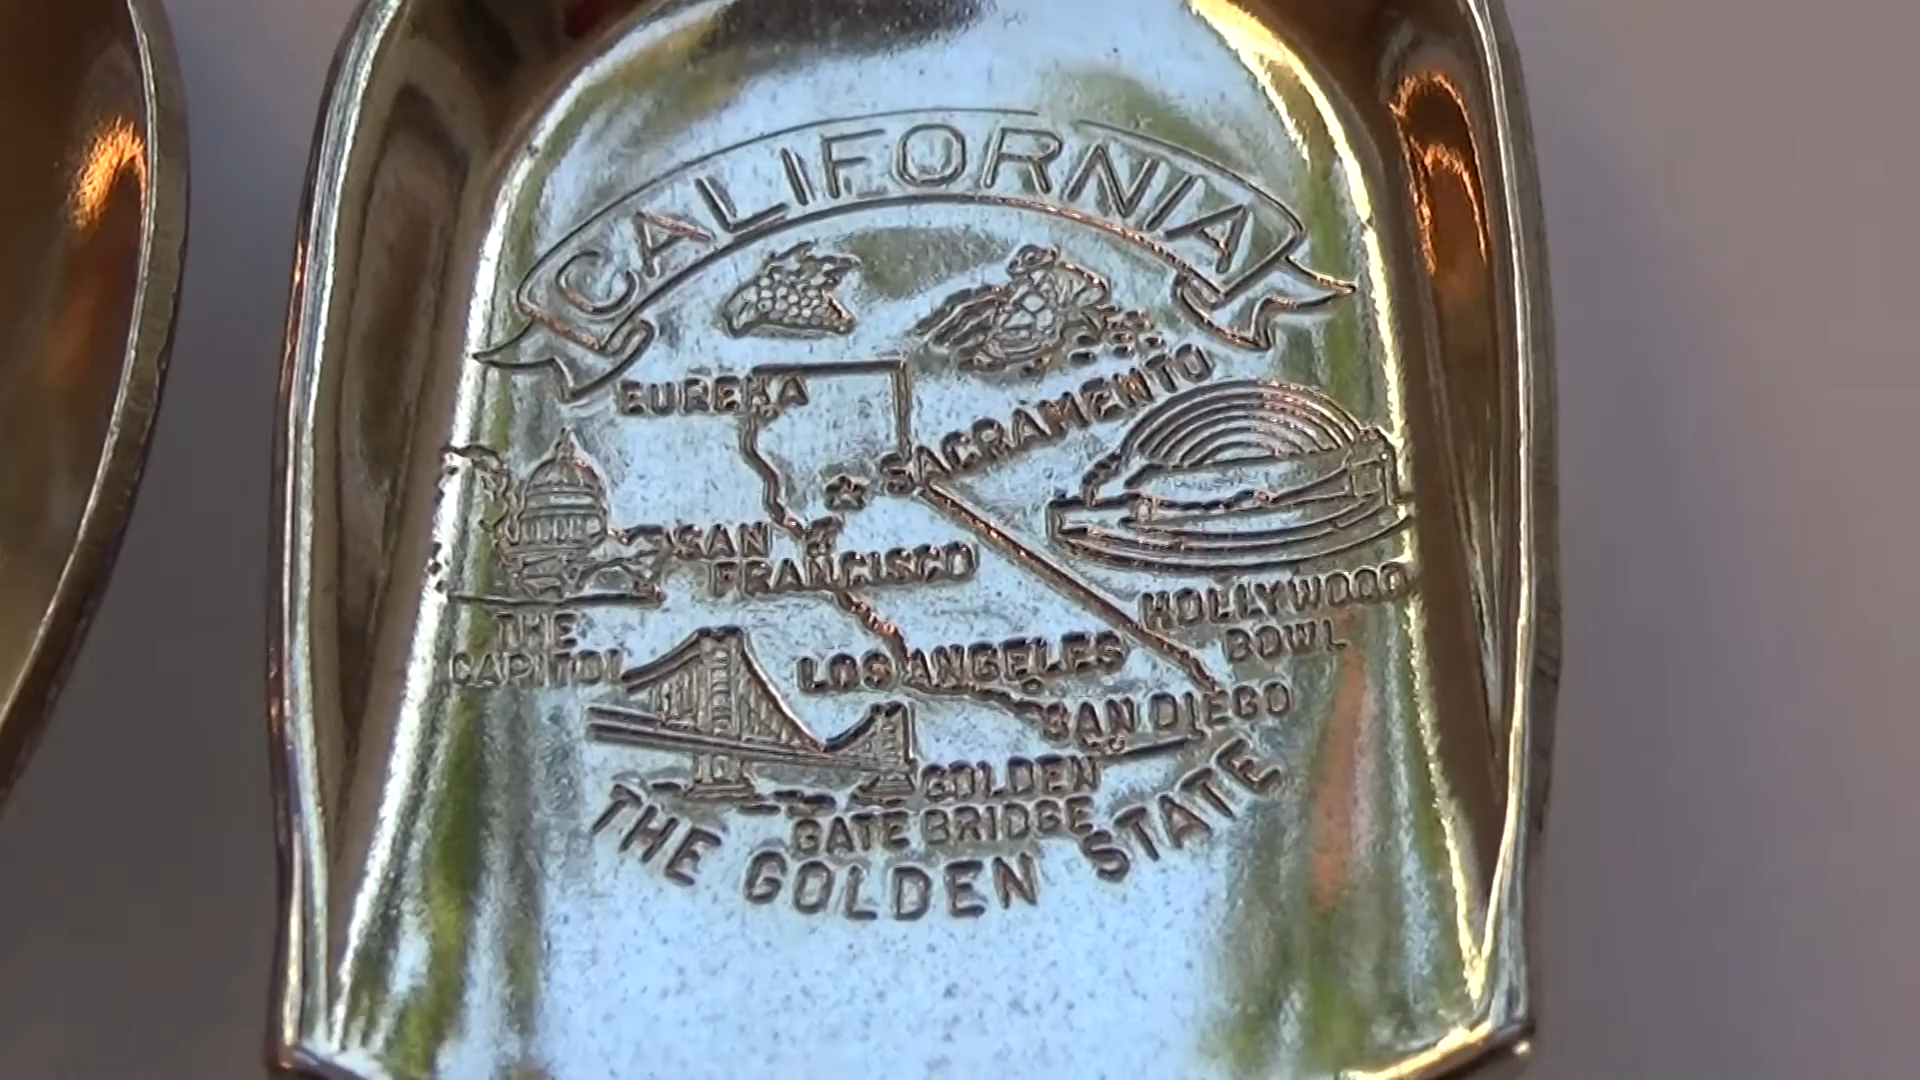 CALIFORNIA
EUREKA
SACRAMENTO
SAN
FRANCISCO
HOLLYWOOD
BOWL
THE
CAPITOL
LOS ANGELES
SAN DIEGO
GOLDEN
GATE BRIDGE
THE GOLDEN STATE